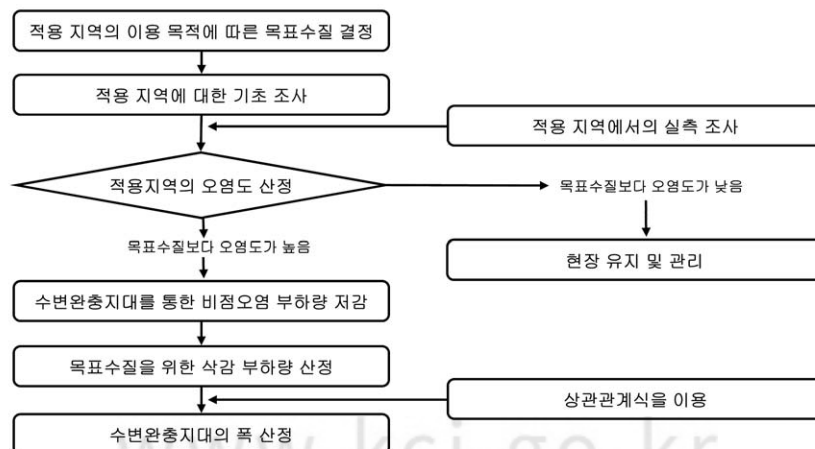 적용 지역의 이용 목적에 따른 목표수질 결정
적용 지역에 대한 기초 조사
적용 지역에서의 실측 조사
적용지역의 오염도 산정
목표수질보다 오염도가 낮음
목표수질보다 오염도가 높음
현장 유지 및 관리
수변완충지대를 통한 비점오염 부하량 저감
목표수질을 위한 삭감 부하량 산정
상관관계식을 이용
수변완충지대의 폭 산정
www.kci.go.kr